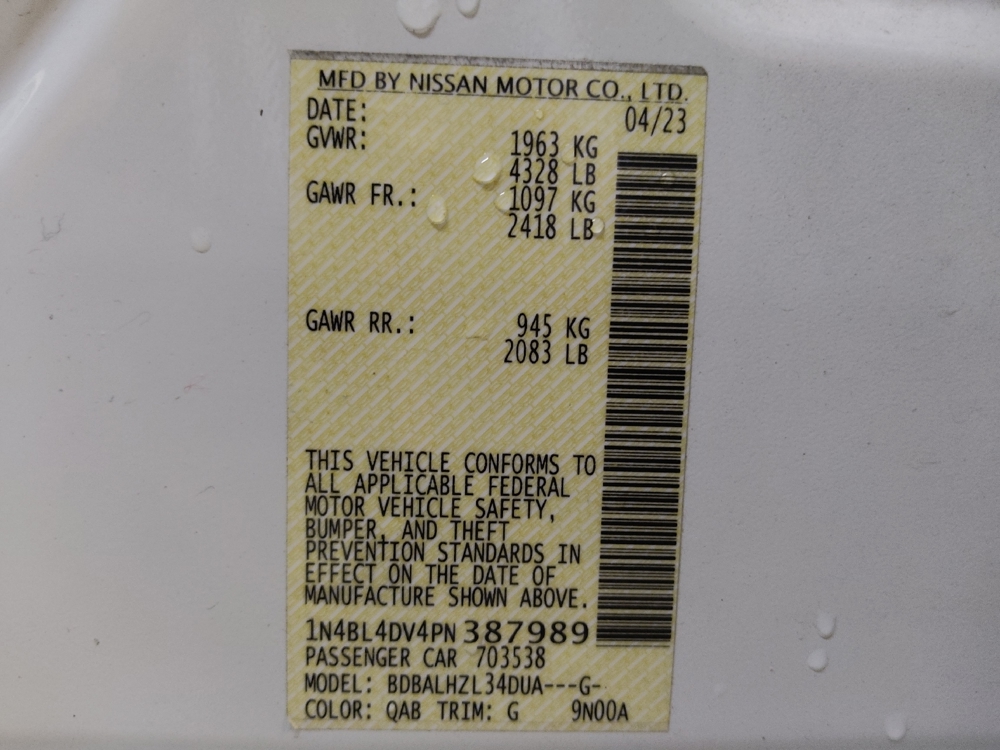 MFD BY NISSAN MOTOR CO., LTD.
DATE: 04/23
GVWR: 1963 KG
4328 LB
GAWR FR.: 1097 KG
2418 LB
GAWR RR.: 945 KG
2083 LB
THIS VEHICLE CONFORMS TO
ALL APPLICABLE FEDERAL
MOTOR VEHICLE SAFETY,
BUMPER, AND THEFT
PREVENTION STANDARDS IN
EFFECT ON THE DATE OF
MANUFACTURE SHOWN ABOVE.
1N4BL4DV4PN387989
PASSENGER CAR 703538
MODEL: BDBALHZL34DUA---G-
COLOR: QAB TRIM: G 9N00A